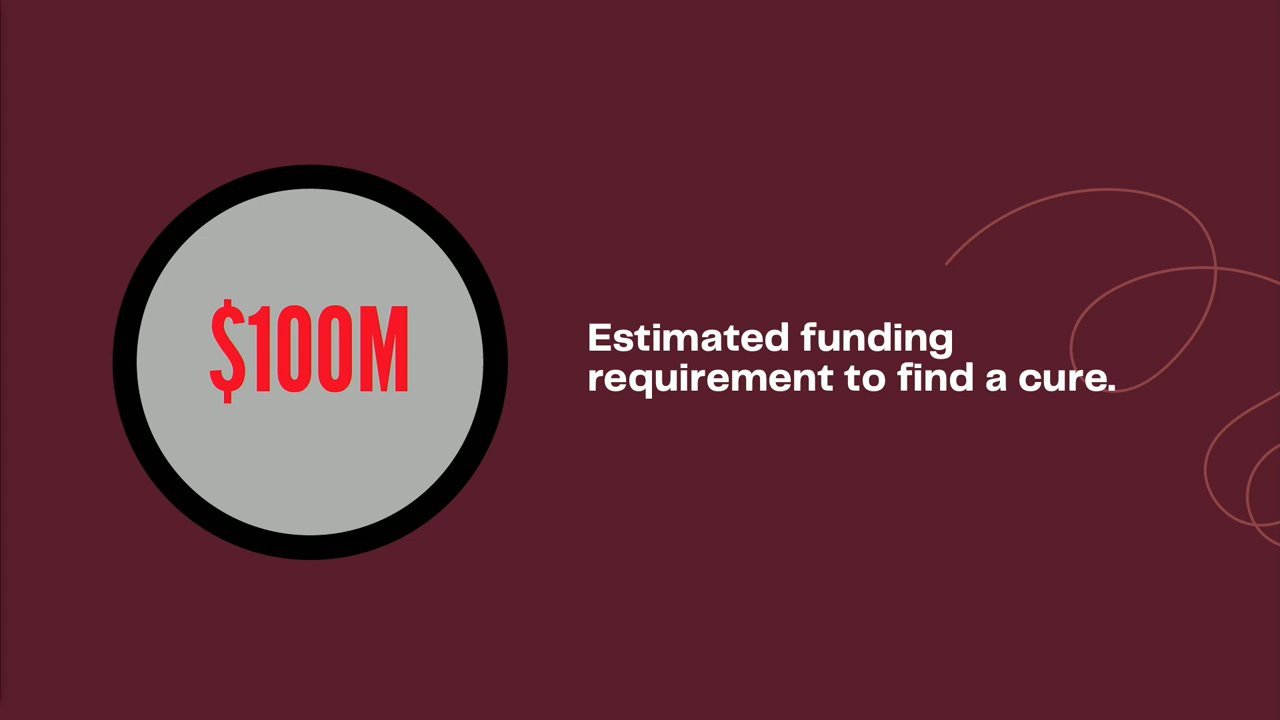 $100M
Estimated funding
requirement to find a cure.